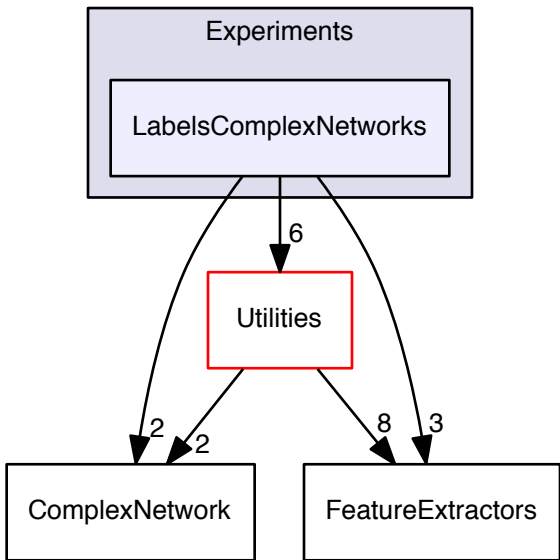 Experiments
LabelsComplexNetworks
6
Utilities
2
2
8
3
ComplexNetwork
FeatureExtractors